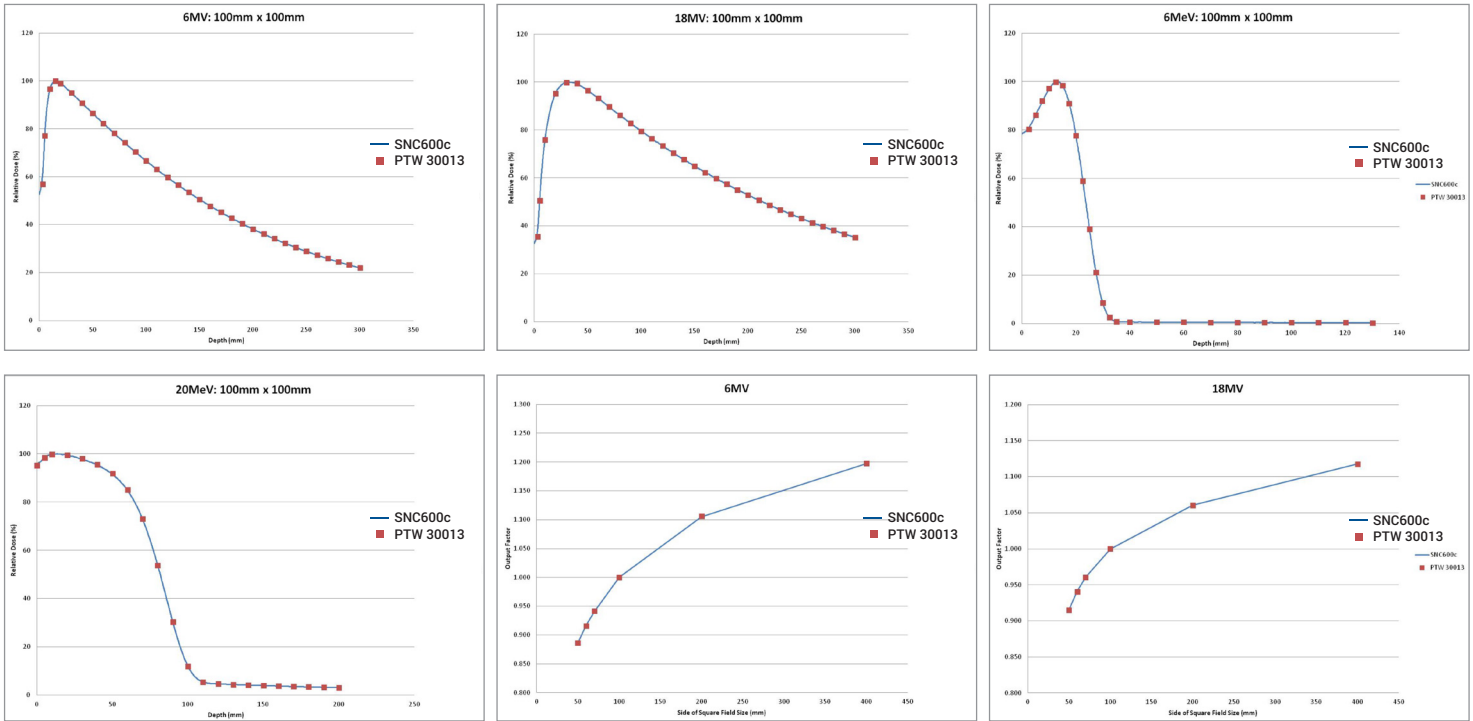 6MV: 100mm x 100mm
120
100
80
60
40
20
0
Relative Dose (%)
0 50 100 150 200 250 300 350
Depth (mm)
SNC600c
PTW 30013
18MV: 100mm x 100mm
120
100
80
60
40
20
0
Relative Dose (%)
0 50 100 150 200 250 300 350
Depth (mm)
SNC600c
PTW 30013
6MeV: 100mm x 100mm
120
100
80
60
40
20
0
Relative Dose (%)
0 20 40 60 80 100 120 140
Depth (mm)
SNC600c
PTW 30013
SNC600c
PTW 30013
20MeV: 100mm x 100mm
120
100
80
60
40
20
0
Relative Dose (%)
0 50 100 150 200 250
Depth (mm)
SNC600c
PTW 30013
6MV
1.300
1.250
1.200
1.150
1.100
1.050
1.000
0.950
0.900
0.850
0.800
Output Factor
0 50 100 150 200 250 300 350 400 450
Side of Square Field Size (mm)
SNC600c
PTW 30013
18MV
1.200
1.150
1.100
1.050
1.000
0.950
0.900
0.850
0.800
Output Factor
0 50 100 150 200 250 300 350 400 450
Side of Square Field Size (mm)
SNC600c
PTW 30013
SNC600c
PTW 30013